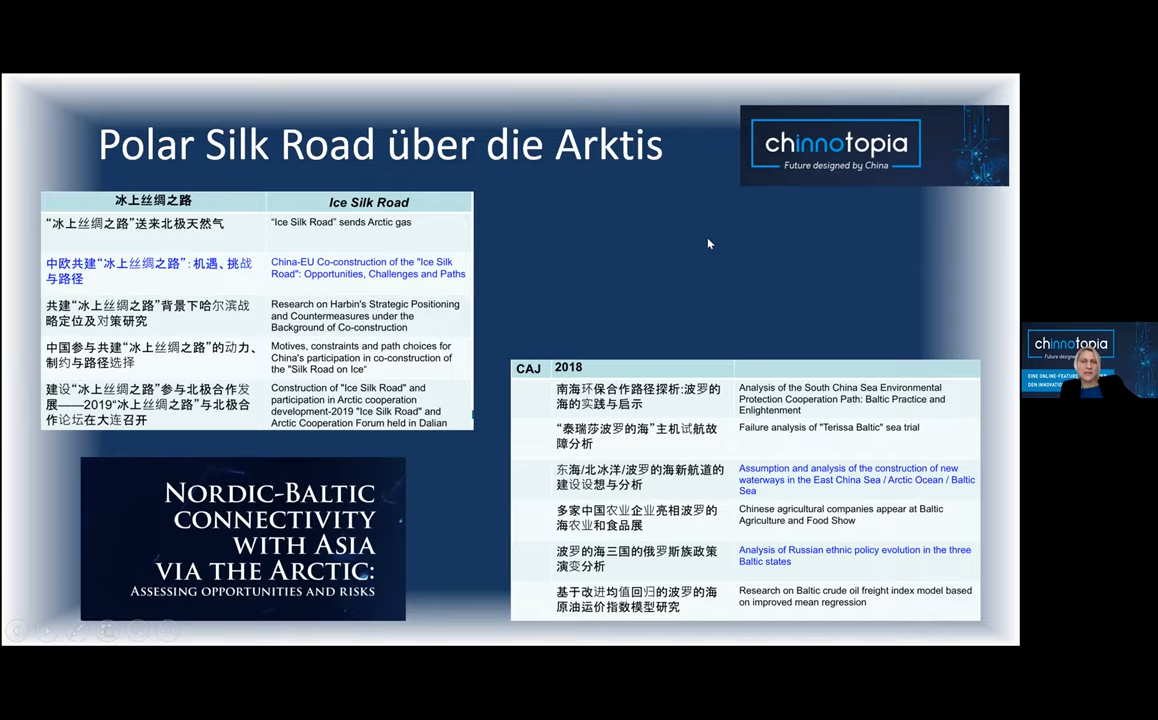 Polar Silk Road über die Arktis
chinnotopia
Future designed by China
冰上丝绸之路
Ice Silk Road
“冰上丝绸之路”送来北极天然气
“Ice Silk Road” sends Arctic gas
中欧共建“冰上丝绸之路”: 机遇、挑战
与路径
China-EU Co-construction of the "Ice Silk
Road": Opportunities, Challenges and Paths
共建“冰上丝绸之路”背景下哈尔滨战
略定位及对策研究
Research on Harbin's Strategic Positioning
and Countermeasures under the
Background of Co-construction
中国参与共建“冰上丝绸之路”的动力、
制约与路径选择
Motives, constraints and path choices for
China's participation in co-construction of
the "Silk Road on Ice“
建设“冰上丝绸之路”参与北极合作发
展——2019“冰上丝绸之路”与北极合
作论坛在大连召开
Construction of "Ice Silk Road" and
participation in Arctic cooperation
development-2019 "Ice Silk Road" and
Arctic Cooperation Forum held in Dalian
NORDIC-BALTIC
CONNECTIVITY
WITH ASIA
VIA THE ARCTIC:
ASSESSING OPPORTUNITIES AND RISKS
CAJ
2018
南海环保合作路径探析:波罗的
海的实践与启示
Analysis of the South China Sea Environmental
Protection Cooperation Path: Baltic Practice and
Enlightenment
“泰瑞莎波罗的海”主机试航故
障分析
Failure analysis of "Terissa Baltic" sea trial
东海/北冰洋/波罗的海新航道的
建设设想与分析
Assumption and analysis of the construction of new
waterways in the East China Sea / Arctic Ocean / Baltic
Sea
多家中国农业企业亮相波罗的
海农业和食品展
Chinese agricultural companies appear at Baltic
Agriculture and Food Show
波罗的海三国的俄罗斯族政策
演变分析
Analysis of Russian ethnic policy evolution in the three
Baltic states
基于改进均值回归的波罗的海
原油运价指数模型研究
Research on Baltic crude oil freight index model based
on improved mean regression
chinnotopia
EINE ONLINE-FEATURE
DEN INNOVATI